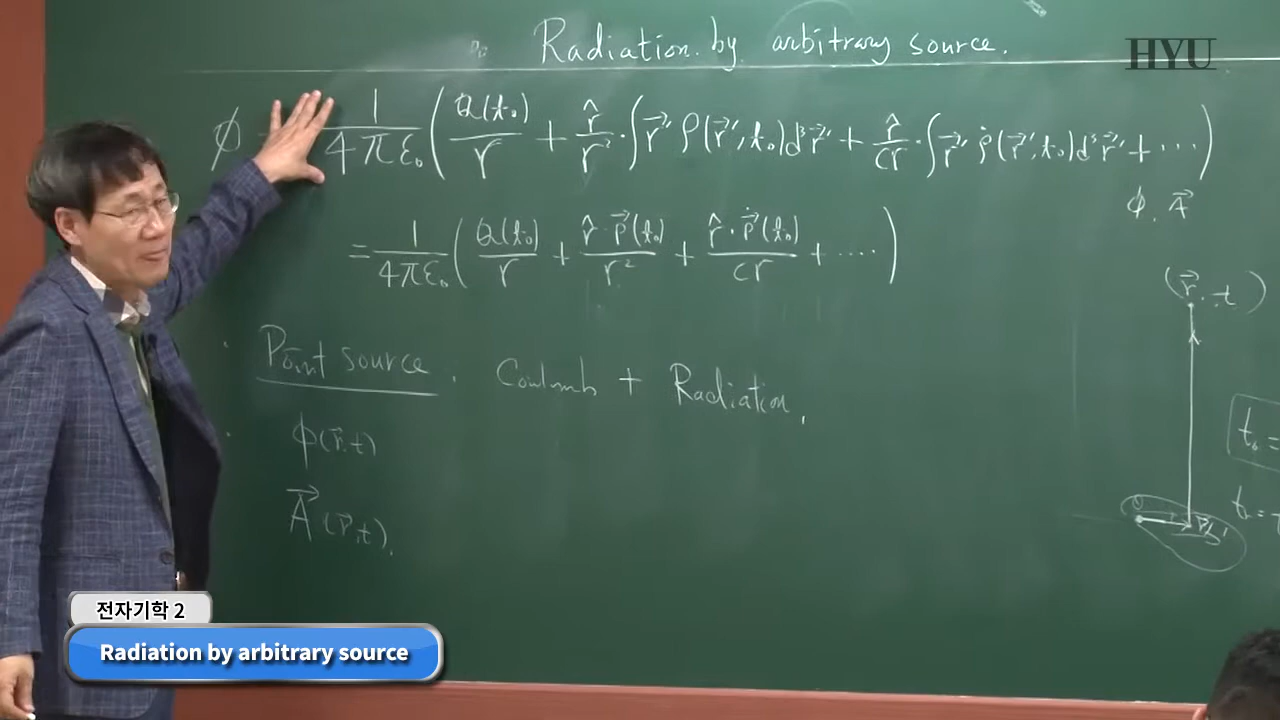 Radiation by arbitrary source.
HYU
φ = 1/4πε₀ ( Q(t₀)/r + r̂/r² · ∫ r⃗′ ρ(r⃗′, t₀) d³r⃗′ + r̂/cr · ∫ r⃗′ ρ̇(r⃗′, t₀) d³r⃗′ + ⋯ )
φ, A⃗
= 1/4πε₀ ( Q(t₀)/r + r̂ · p⃗(t₀)/r² + r̂ · p⃗̇(t₀)/cr + ⋯ )
(r⃗, t)
Point source : Coulomb + Radiation,
φ(r⃗, t)
t₀ =
A⃗(r⃗, t),
전자기학 2
Radiation by arbitrary source